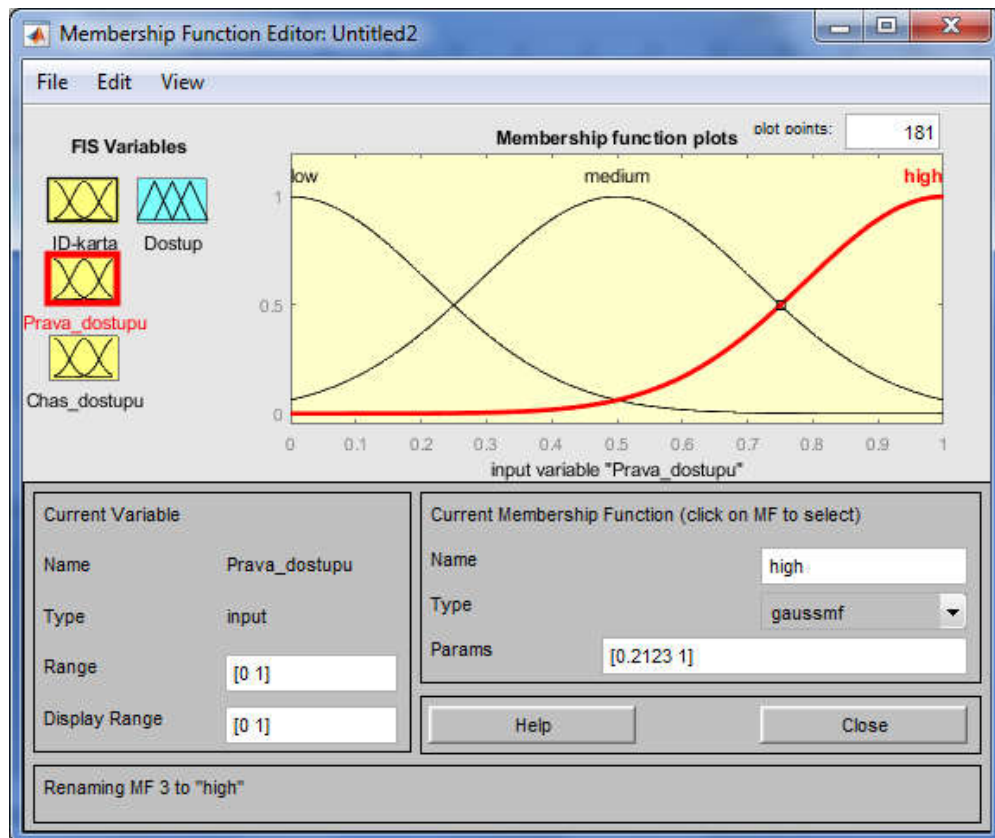 Membership Function Editor: Untitled2
File Edit View
FIS Variables
ID-karta
Dostup
Prava_dostupu
Chas_dostupu
Membership function plots
plot points:
181
low
medium
high
1
0.5
0
0 0.1 0.2 0.3 0.4 0.5 0.6 0.7 0.8 0.9 1
input variable "Prava_dostupu"
Current Variable
Name Prava_dostupu
Type input
Range [0 1]
Display Range [0 1]
Current Membership Function (click on MF to select)
Name high
Type gaussmf
Params [0.2123 1]
Help
Close
Renaming MF 3 to "high"